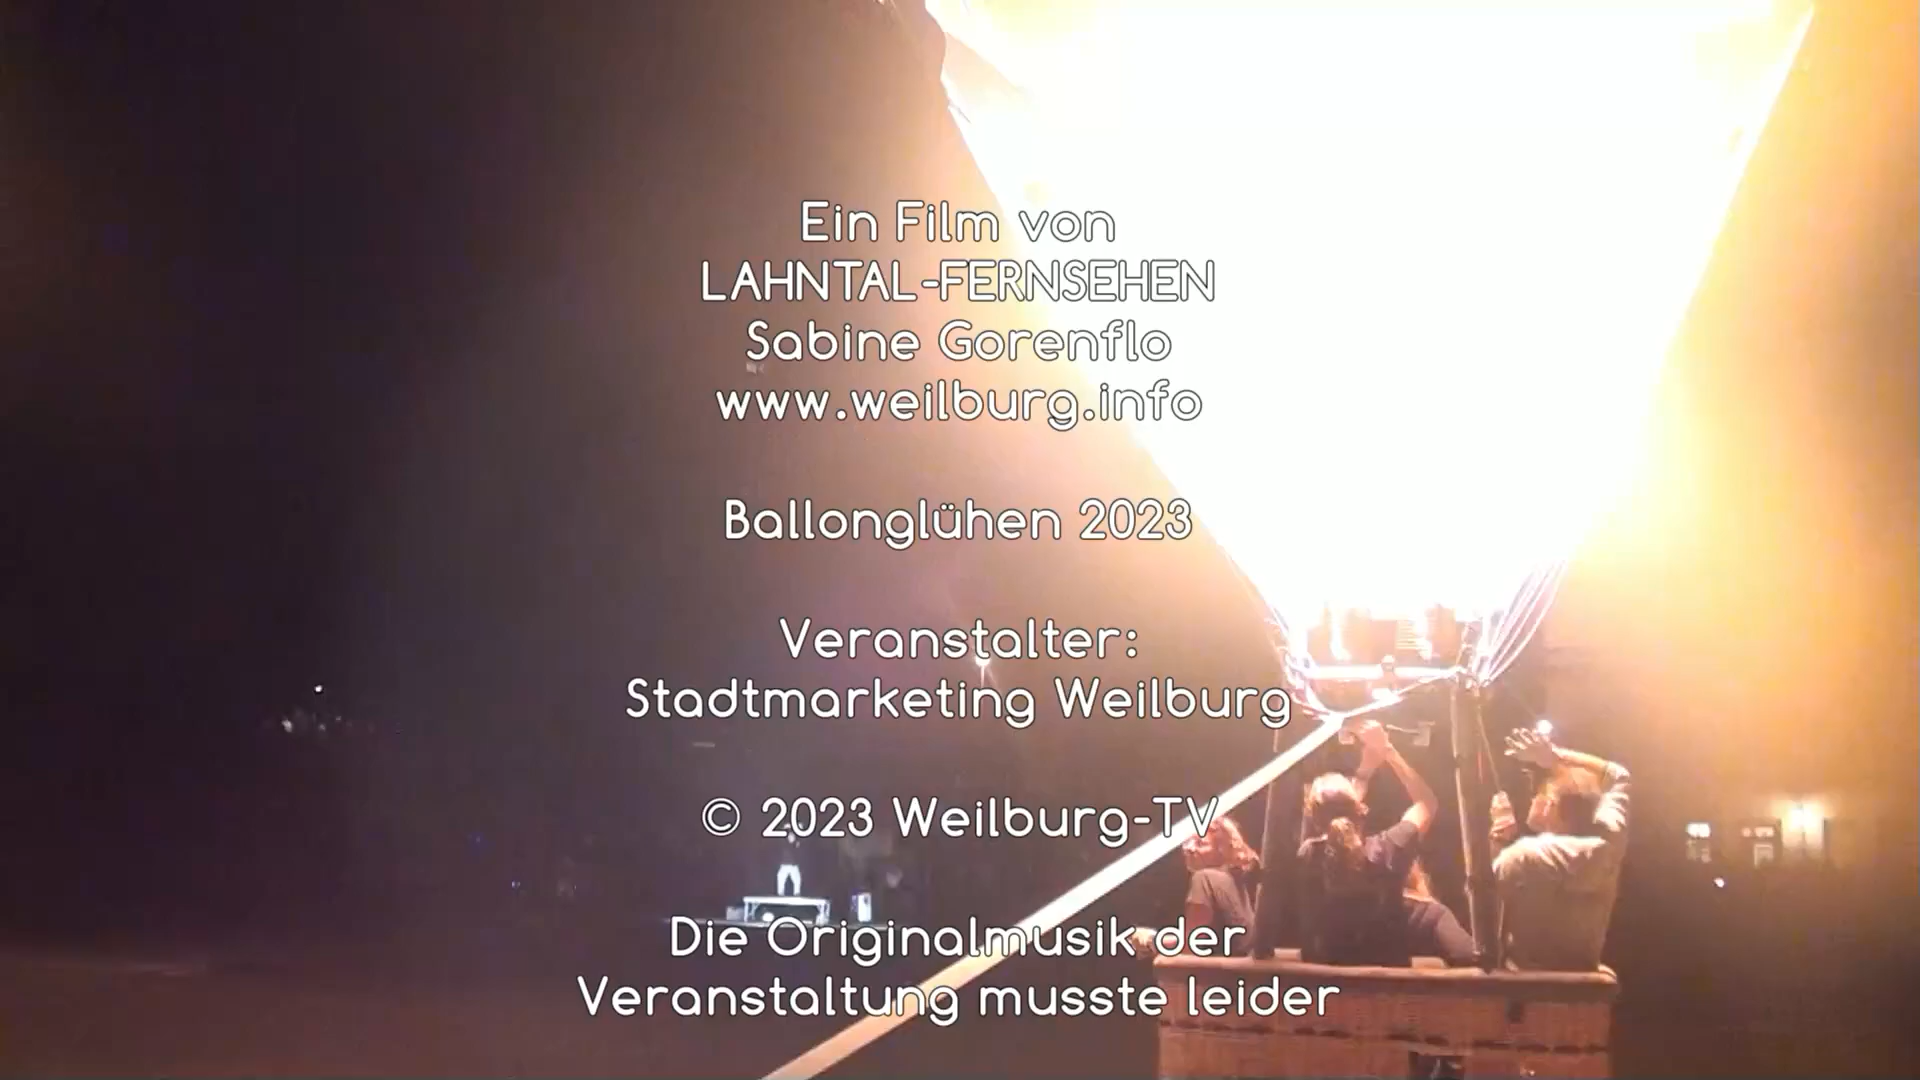 Ein Film von
LAHNTAL-FERNSEHEN
Sabine Gorenflo
www.weilburg.info
Ballonglühen 2023
Veranstalter:
Stadtmarketing Weilburg
© 2023 Weilburg-TV
Die Originalmusik der
Veranstaltung musste leider